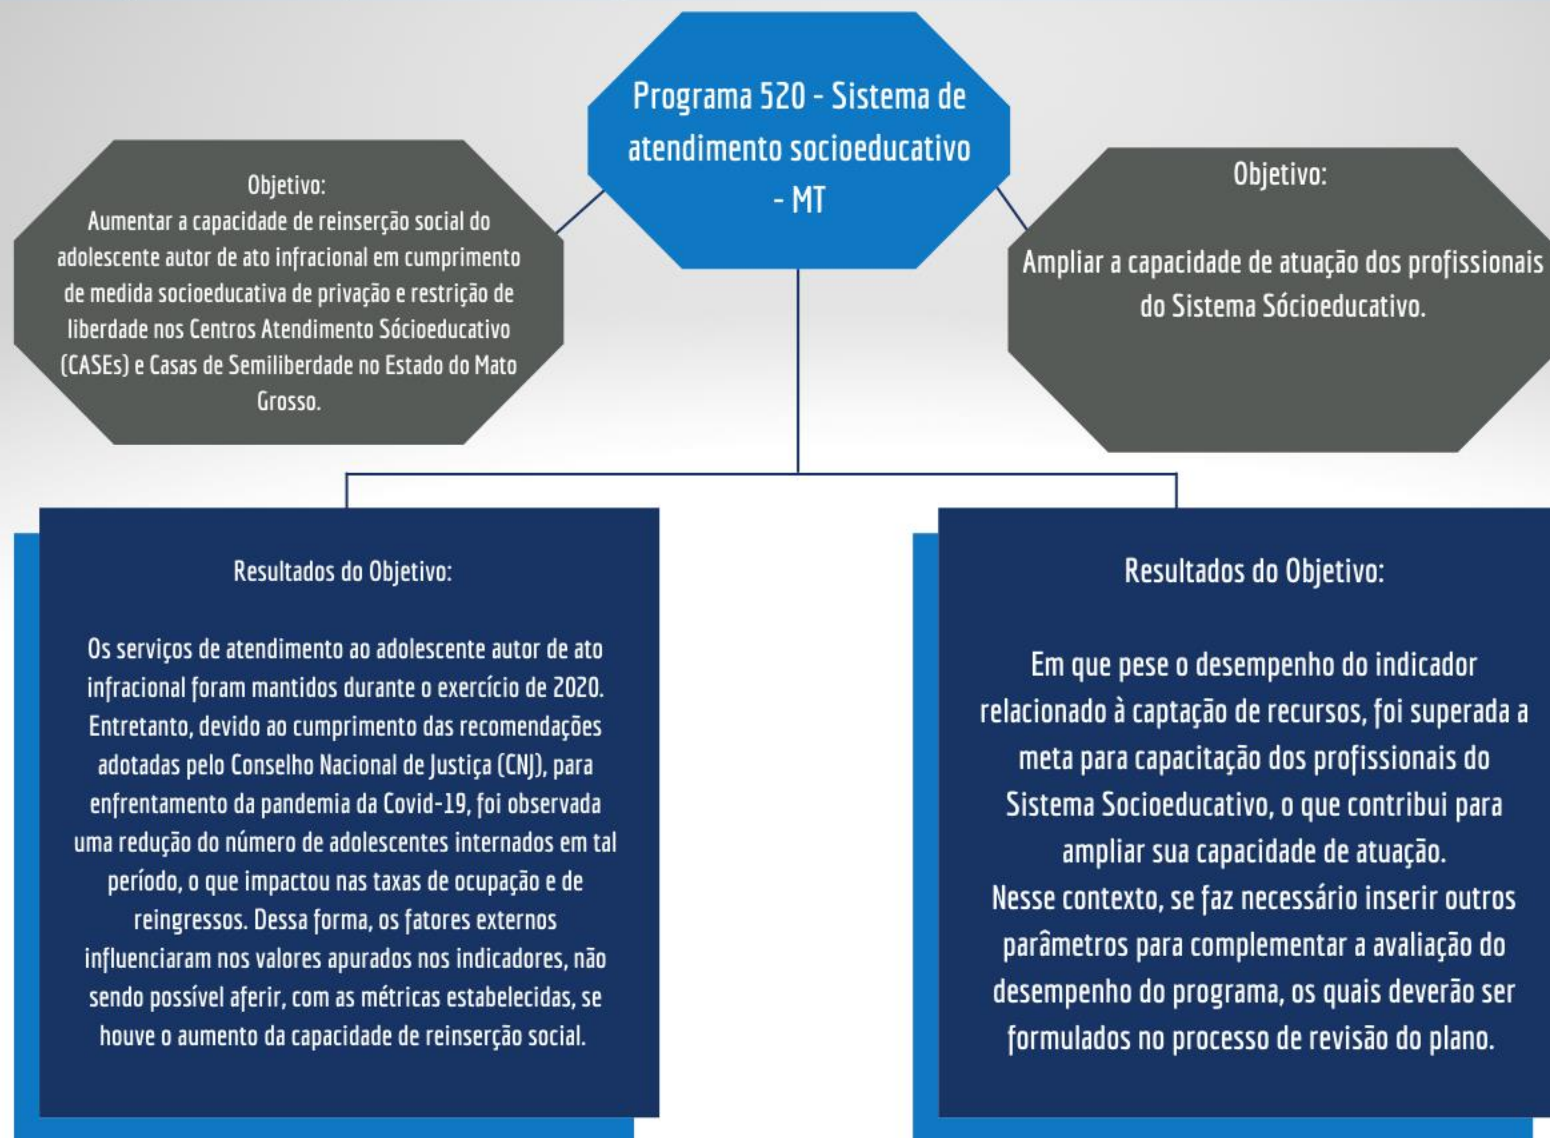 Programa 520 - Sistema de
atendimento socioeducativo
- MT
Objetivo:
Aumentar a capacidade de reinserção social do
adolescente autor de ato infracional em cumprimento
de medida socioeducativa de privação e restrição de
liberdade nos Centros Atendimento Sócioeducativo
(CASEs) e Casas de Semiliberdade no Estado do Mato
Grosso.
Objetivo:
Ampliar a capacidade de atuação dos profissionais
do Sistema Sócioeducativo.
Resultados do Objetivo:
Os serviços de atendimento ao adolescente autor de ato
infracional foram mantidos durante o exercício de 2020.
Entretanto, devido ao cumprimento das recomendações
adotadas pelo Conselho Nacional de Justiça (CNJ), para
enfrentamento da pandemia da Covid-19, foi observada
uma redução do número de adolescentes internados em tal
período, o que impactou nas taxas de ocupação e de
reingressos. Dessa forma, os fatores externos
influenciaram nos valores apurados nos indicadores, não
sendo possível aferir, com as métricas estabelecidas, se
houve o aumento da capacidade de reinserção social.
Resultados do Objetivo:
Em que pese o desempenho do indicador
relacionado à captação de recursos, foi superada a
meta para capacitação dos profissionais do
Sistema Socioeducativo, o que contribui para
ampliar sua capacidade de atuação.
Nesse contexto, se faz necessário inserir outros
parâmetros para complementar a avaliação do
desempenho do programa, os quais deverão ser
formulados no processo de revisão do plano.